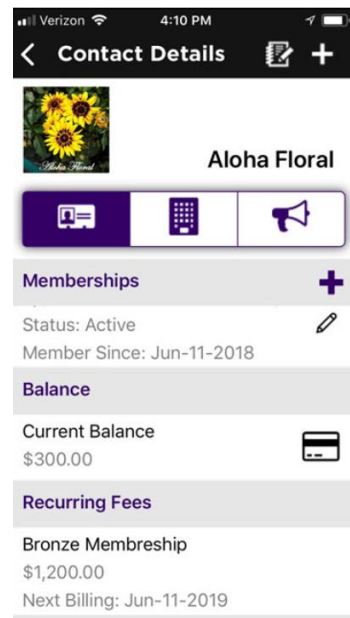 Verizon 4:10 PM
Contact Details
Aloha Floral
Aloha Floral
Memberships
Status: Active
Member Since: Jun-11-2018
Balance
Current Balance
$300.00
Recurring Fees
Bronze Membreship
$1,200.00
Next Billing: Jun-11-2019